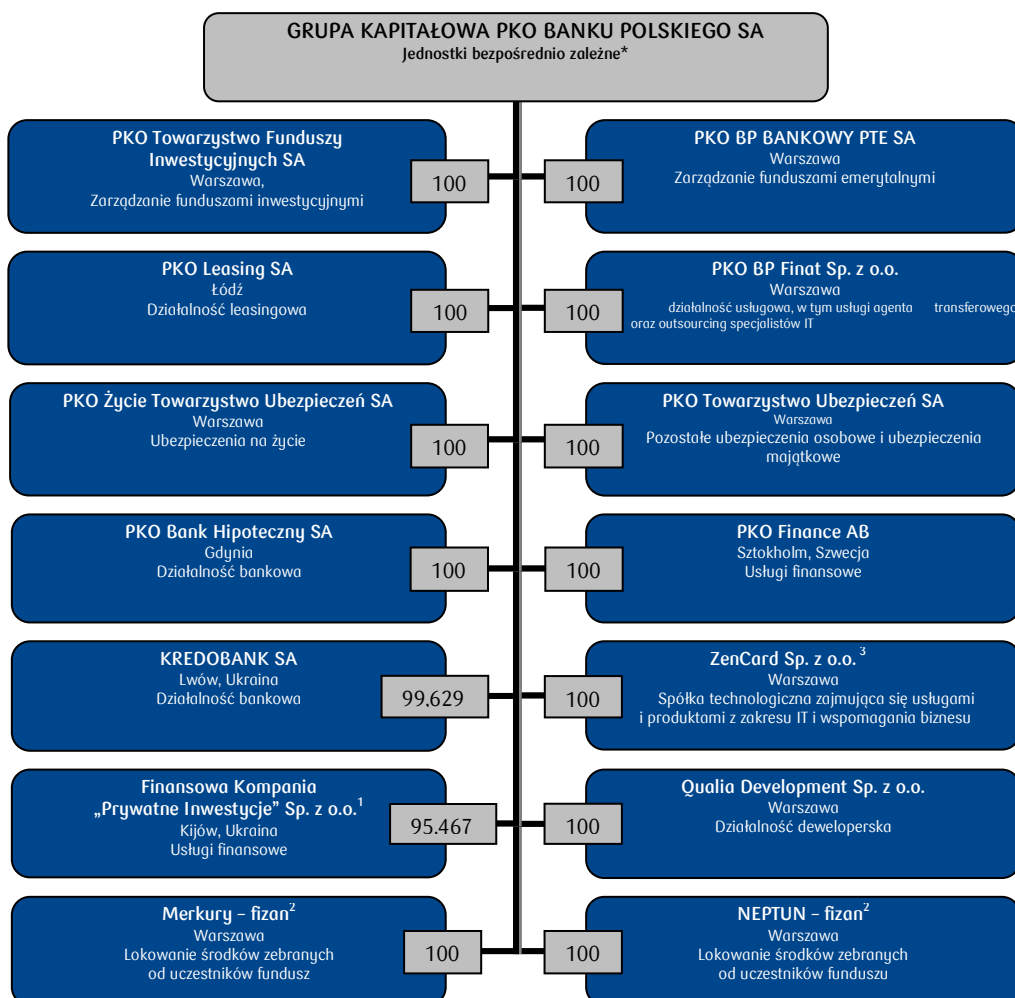 GRUPA KAPITAŁOWA PKO BANKU POLSKIEGO SA
Jednostki bezpośrednio zależne*
PKO Towarzystwo Funduszy
Inwestycyjnych SA
Warszawa,
Zarządzanie funduszami inwestycyjnymi
100
PKO BP BANKOWY PTE SA
Warszawa
Zarządzanie funduszami emerytalnymi
100
PKO Leasing SA
Łódź
Działalność leasingowa
100
PKO BP Finat Sp. z o.o.
Warszawa
działalność usługowa, w tym usługi agenta transferowego
oraz outsourcing specjalistów IT
100
PKO Życie Towarzystwo Ubezpieczeń SA
Warszawa
Ubezpieczenia na życie
100
PKO Towarzystwo Ubezpieczeń SA
Warszawa
Pozostałe ubezpieczenia osobowe i ubezpieczenia
majątkowe
100
PKO Bank Hipoteczny SA
Gdynia
Działalność bankowa
100
PKO Finance AB
Sztokholm, Szwecja
Usługi finansowe
100
KREDOBANK SA
Lwów, Ukraina
Działalność bankowa
99.629
ZenCard Sp. z o.o. 3
Warszawa
Spółka technologiczna zajmująca się usługami
i produktami z zakresu IT i wspomagania biznesu
100
Finansowa Kompania
„Prywatne Inwestycje” Sp. z o.o.1
Kijów, Ukraina
Usługi finansowe
95.467
Qualia Development Sp. z o.o.
Warszawa
Działalność deweloperska
100
Merkury – fizan2
Warszawa
Lokowanie środków zebranych
od uczestników fundusz
100
NEPTUN – fizan2
Warszawa
Lokowanie środków zebranych
od uczestników funduszu
100